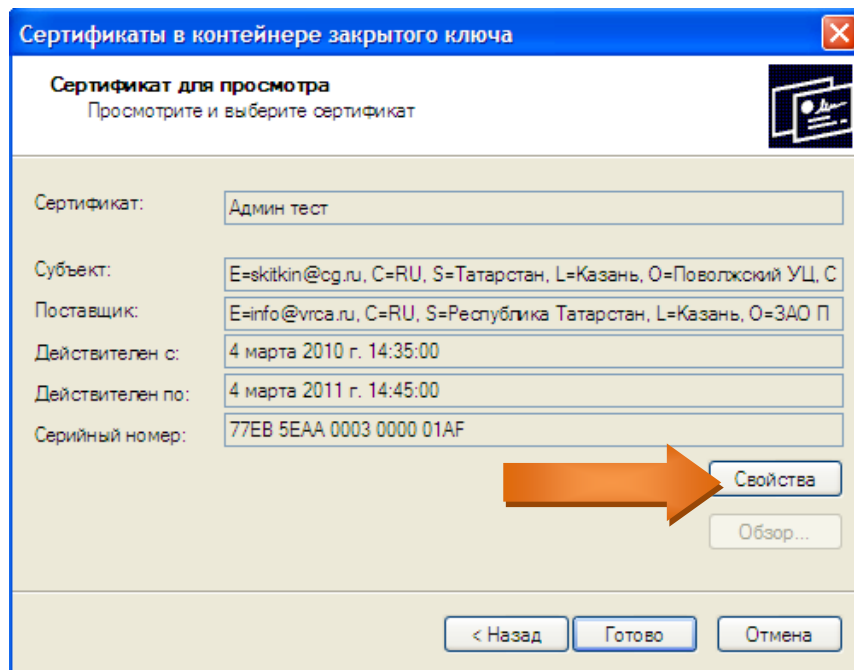 Сертификаты в контейнере закрытого ключа
Сертификат для просмотра
Просмотрите и выберите сертификат
Сертификат: Админ тест
Субъект: E=skitkin@cg.ru, C=RU, S=Татарстан, L=Казань, O=Поволжский УЦ, C
Поставщик: E=info@vrca.ru, C=RU, S=Республика Татарстан, L=Казань, O=ЗАО П
Действителен с: 4 марта 2010 г. 14:35:00
Действителен по: 4 марта 2011 г. 14:45:00
Серийный номер: 77EB 5EAA 0003 0000 01AF
Свойства
Обзор...
< Назад Готово Отмена